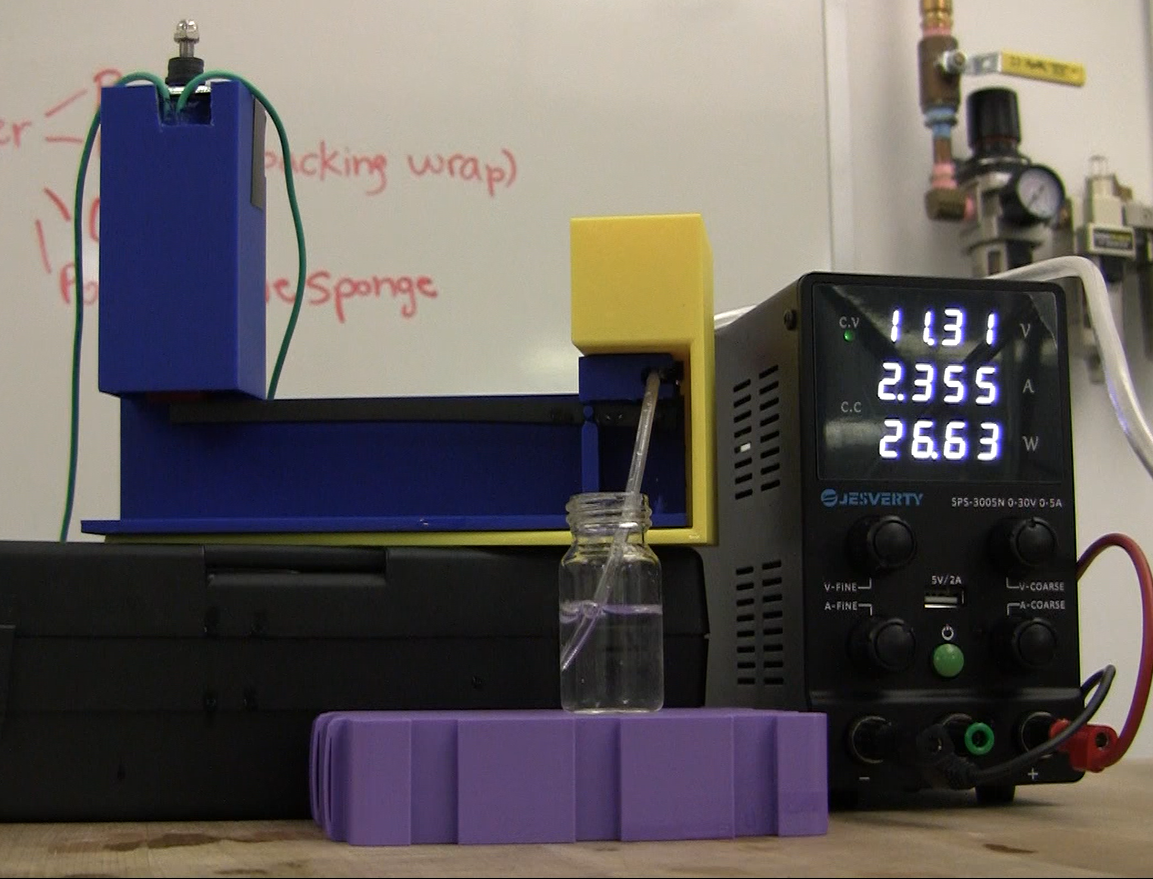 er
packing wrap)
Sponge
C.V
11.31 V
2.355 A
C.C
26.63 W
JESVERTY SPS-3005N 0-30V 0-5A
V-FINE 5V/2A V-COARSE
A-FINE A-COARSE
- +